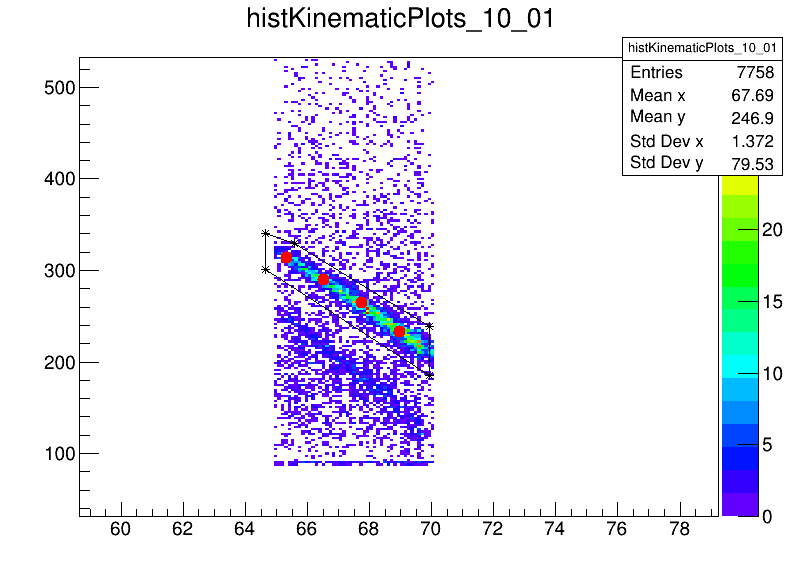 histKinematicPlots_10_01
histKinematicPlots_10_01
Entries 7758
Mean x 67.69
Mean y 246.9
Std Dev x 1.372
Std Dev y 79.53
500
400
300
200
100
60 62 64 66 68 70 72 74 76 78
20
15
10
5
0